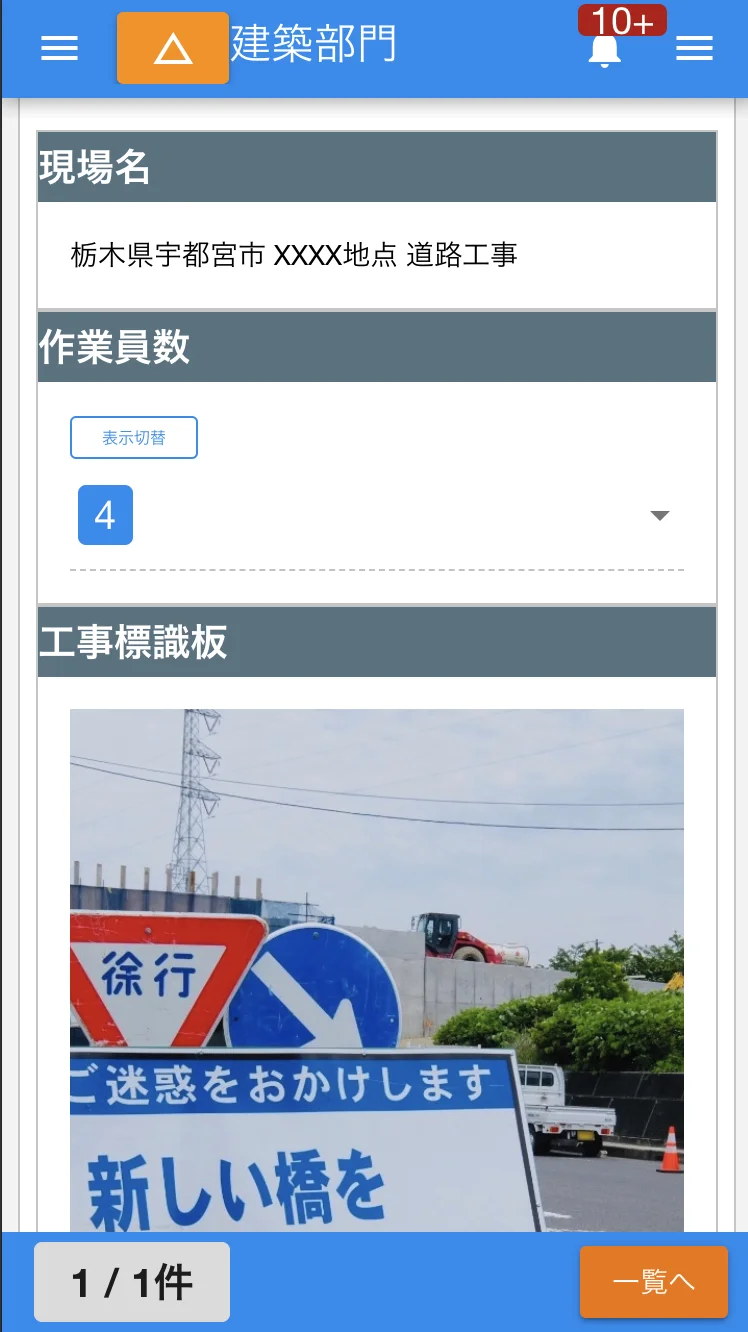 建築部門
10+
現場名
栃木県宇都宮市 XXXX地点 道路工事
作業員数
表示切替
4
工事標識板
徐行
ご迷惑をおかけします
新しい橋を
1 / 1件
一覧へ